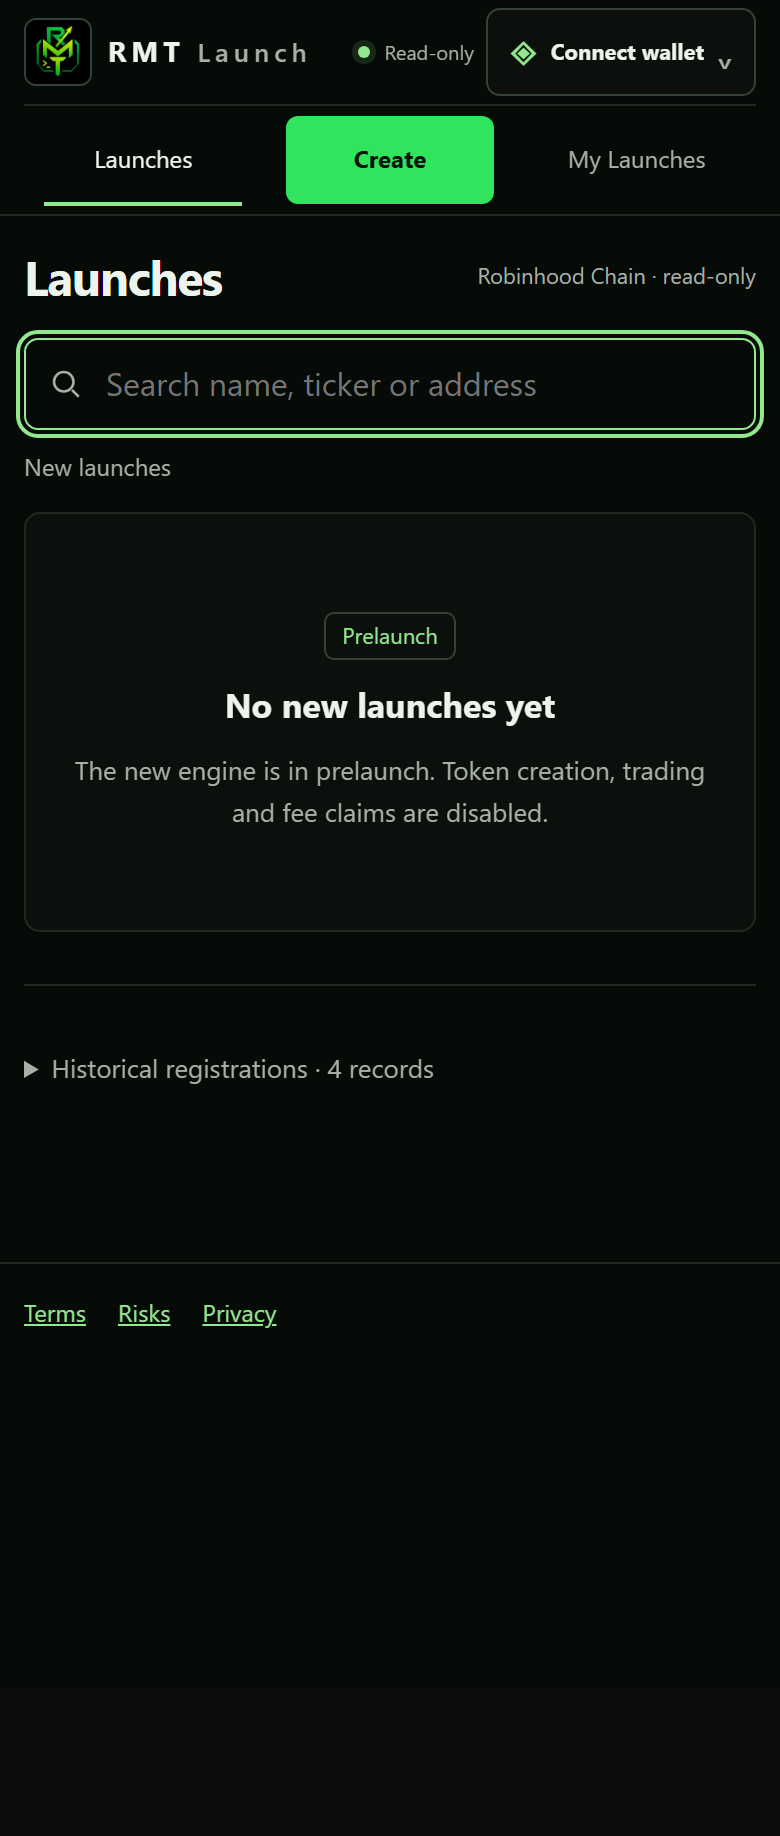 RMT Launch
Read-only
Connect wallet
Launches
Create
My Launches
Launches
Robinhood Chain · read-only
Search name, ticker or address
New launches
Prelaunch
No new launches yet
The new engine is in prelaunch. Token creation, trading
and fee claims are disabled.
Historical registrations · 4 records
Terms
Risks
Privacy